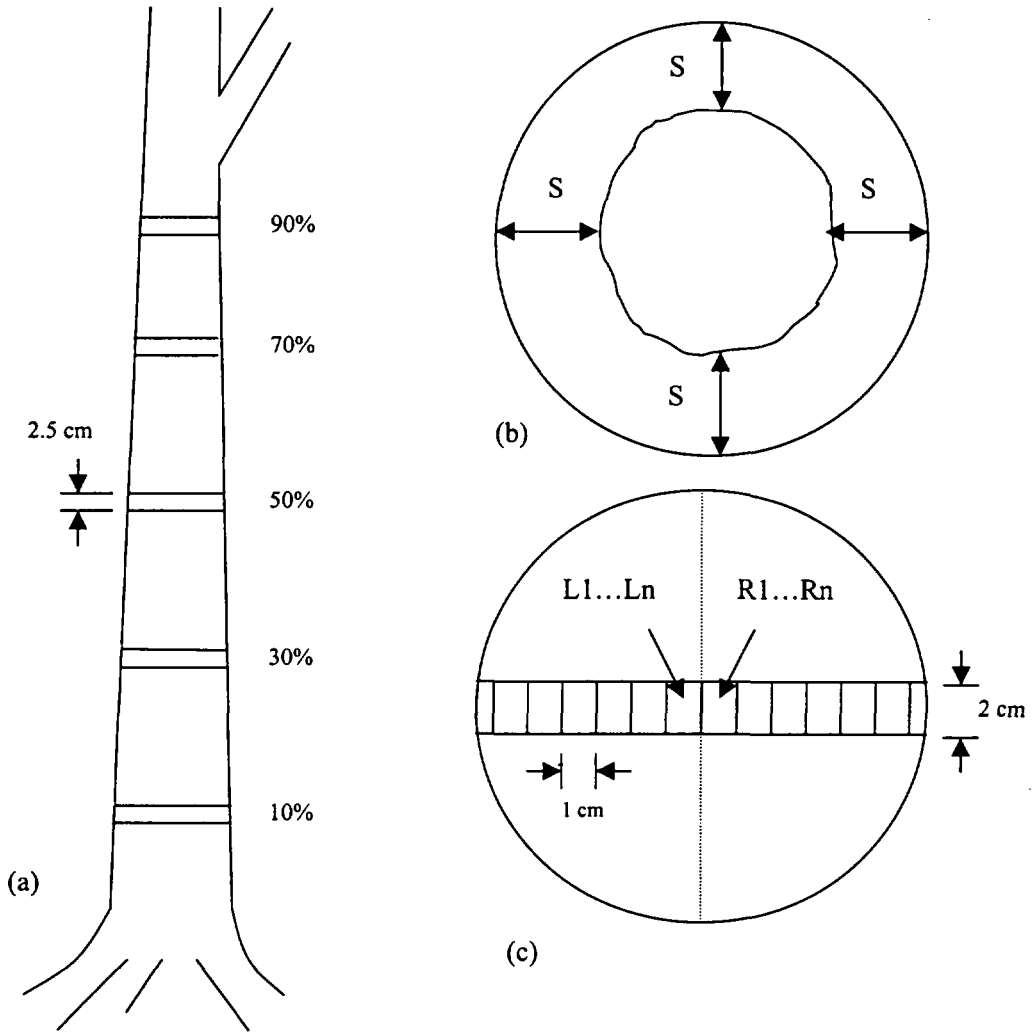 90%
70%
2.5 cm
50%
30%
10%
(a)
S
S
S
S
(b)
L1...Ln
R1...Rn
2 cm
1 cm
(c)